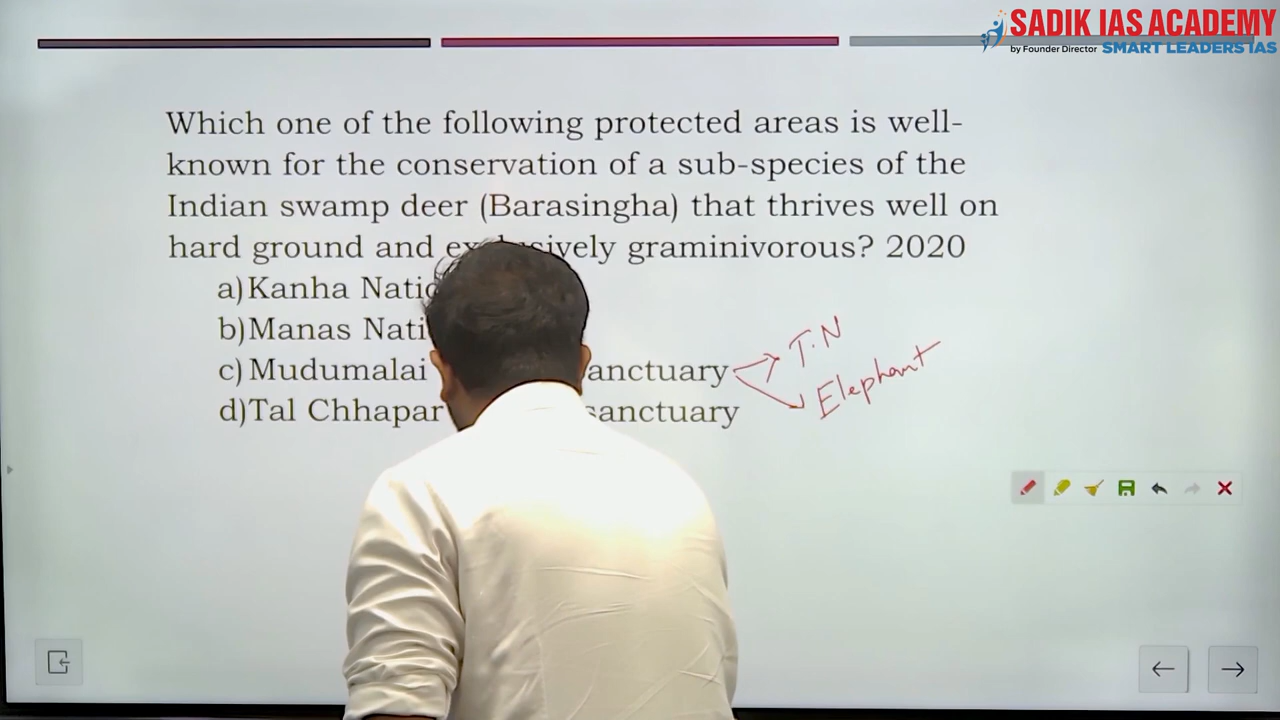 SADIK IAS ACADEMY
by Founder Director SMART LEADERS IAS
Which one of the following protected areas is well-
known for the conservation of a sub-species of the
Indian swamp deer (Barasingha) that thrives well on
hard ground and graminivorous? 2020
a) Kanha
b) Manas
c) Mudumalai
d) Tal Chhapar sanctuary
T.N
Elephant